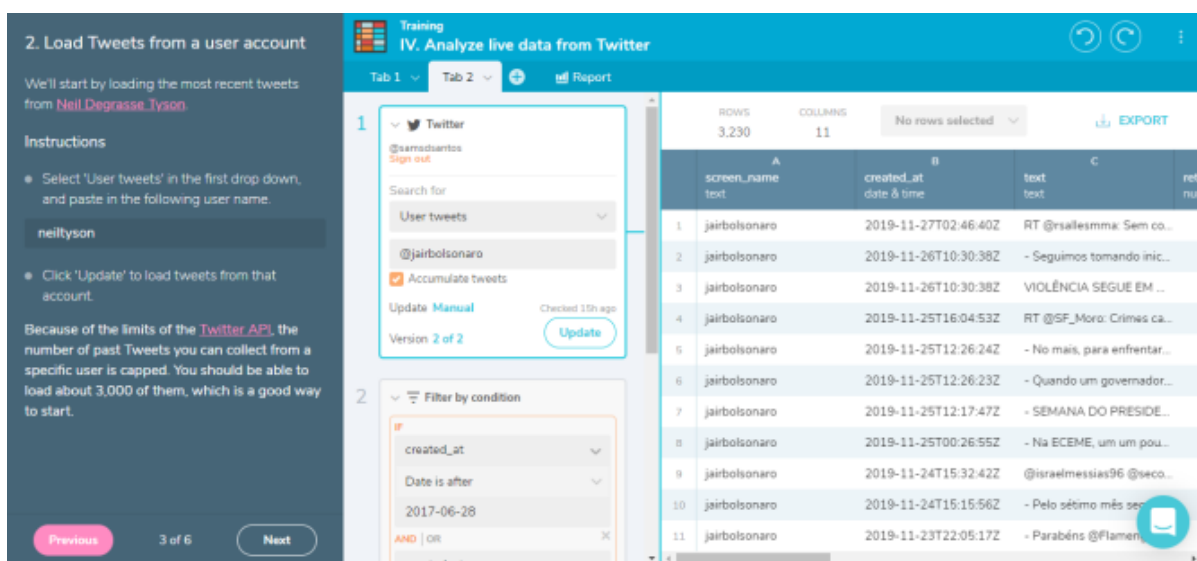 2. Load Tweets from a user account
We'll start by loading the most recent tweets
from Neil Degrasse Tyson.
Instructions
Select 'User tweets' in the first drop down,
and paste in the following user name.
neiltyson
Click 'Update' to load tweets from that
account.
Because of the limits of the Twitter API, the
number of past Tweets you can collect from a
specific user is capped. You should be able to
load about 3,000 of them, which is a good way
to start.
Previous
3 of 6
Next
Training
IV. Analyze live data from Twitter
Tab 1
Tab 2
Report
1
Twitter
@samsdsantos
Sign out
Search for
User tweets
@jairbolsonaro
Accumulate tweets
Update Manual
Checked 15h ago
Version 2 of 2
Update
2
Filter by condition
IF
created_at
Date is after
2017-06-28
AND | OR
ROWS
3,230
COLUMNS
11
No rows selected
EXPORT
A B C
screen_name created_at text
text date & time text
1 jairbolsonaro 2019-11-27T02:46:40Z RT @rsallesmma: Sem co...
2 jairbolsonaro 2019-11-26T10:30:38Z - Seguimos tomando inic...
3 jairbolsonaro 2019-11-26T10:30:38Z VIOLÊNCIA SEGUE EM ...
4 jairbolsonaro 2019-11-25T16:04:53Z RT @SF_Moro: Crimes ca...
5 jairbolsonaro 2019-11-25T12:26:24Z - No mais, para enfrentar...
6 jairbolsonaro 2019-11-25T12:26:23Z - Quando um governador...
7 jairbolsonaro 2019-11-25T12:17:47Z - SEMANA DO PRESIDE...
8 jairbolsonaro 2019-11-25T00:26:55Z - Na ECEME, um um pou...
9 jairbolsonaro 2019-11-24T15:32:42Z @israelmessias96 @seco...
10 jairbolsonaro 2019-11-24T15:15:56Z - Pelo sétimo mês
11 jairbolsonaro 2019-11-23T22:05:17Z - Parabéns